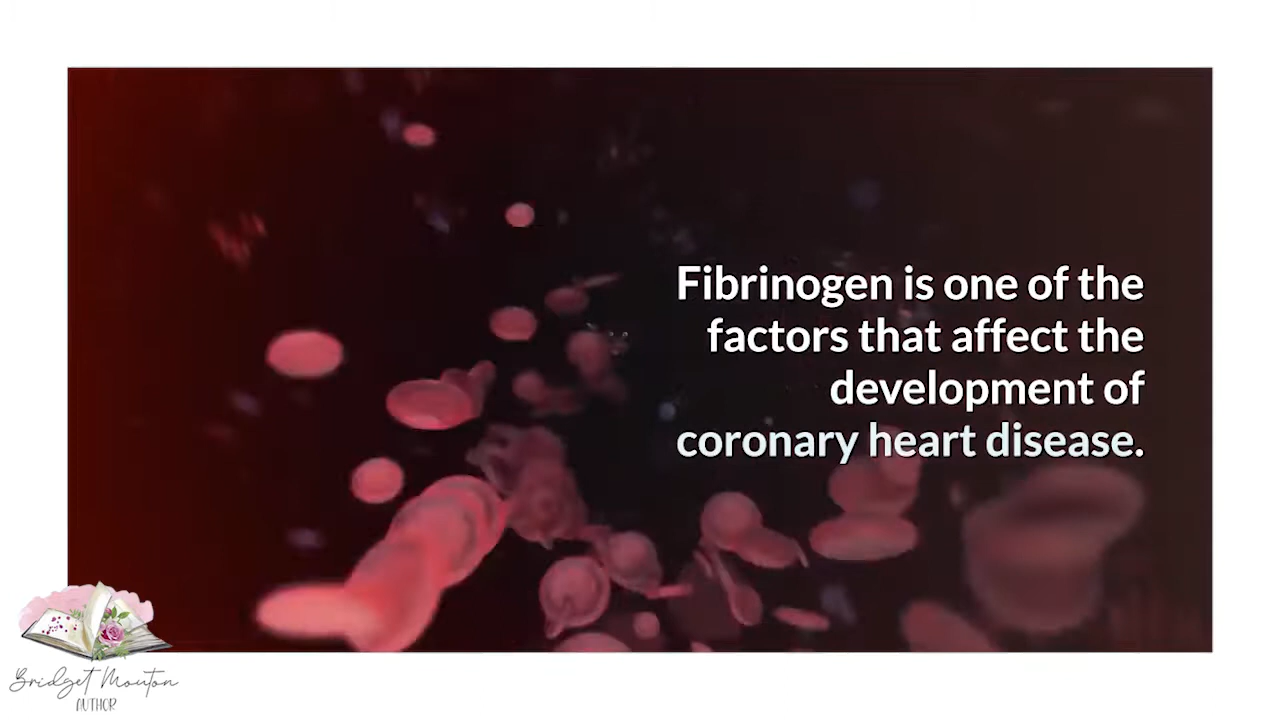 Fibrinogen is one of the
factors that affect the
development of
coronary heart disease.
Bridget Mouton
AUTHOR